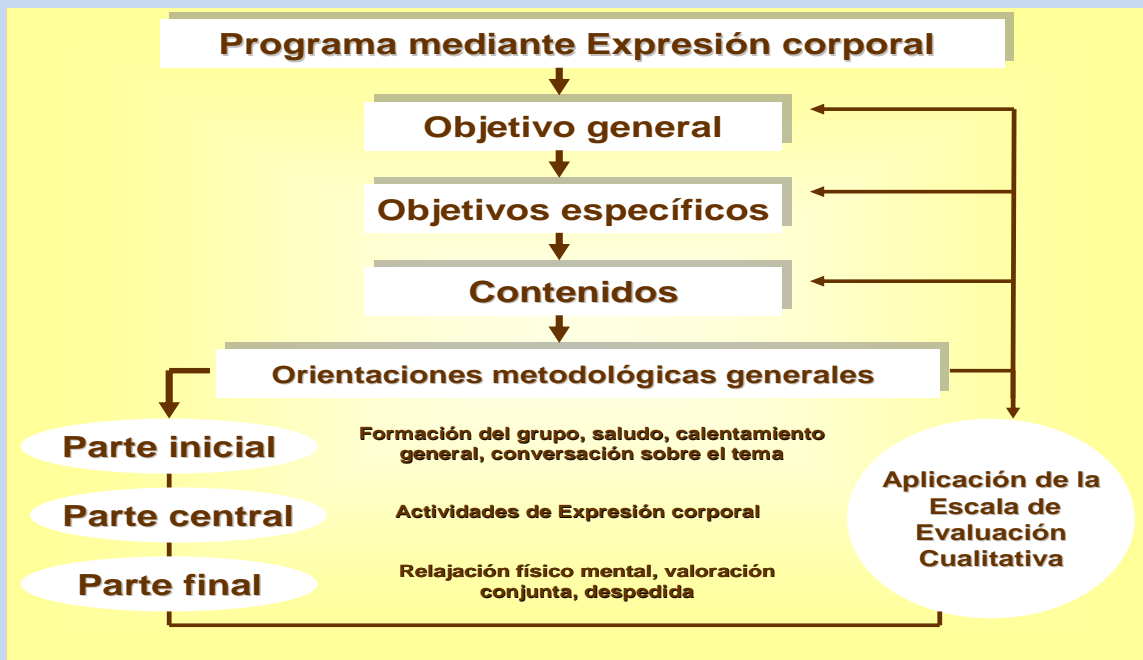 Programa mediante Expresión corporal
Objetivo general
Objetivos específicos
Contenidos
Orientaciones metodológicas generales
Parte inicial
Formación del grupo, saludo, calentamiento
general, conversación sobre el tema
Parte central
Actividades de Expresión corporal
Parte final
Relajación físico mental, valoración
conjunta, despedida
Aplicación de la
Escala de
Evaluación
Cualitativa